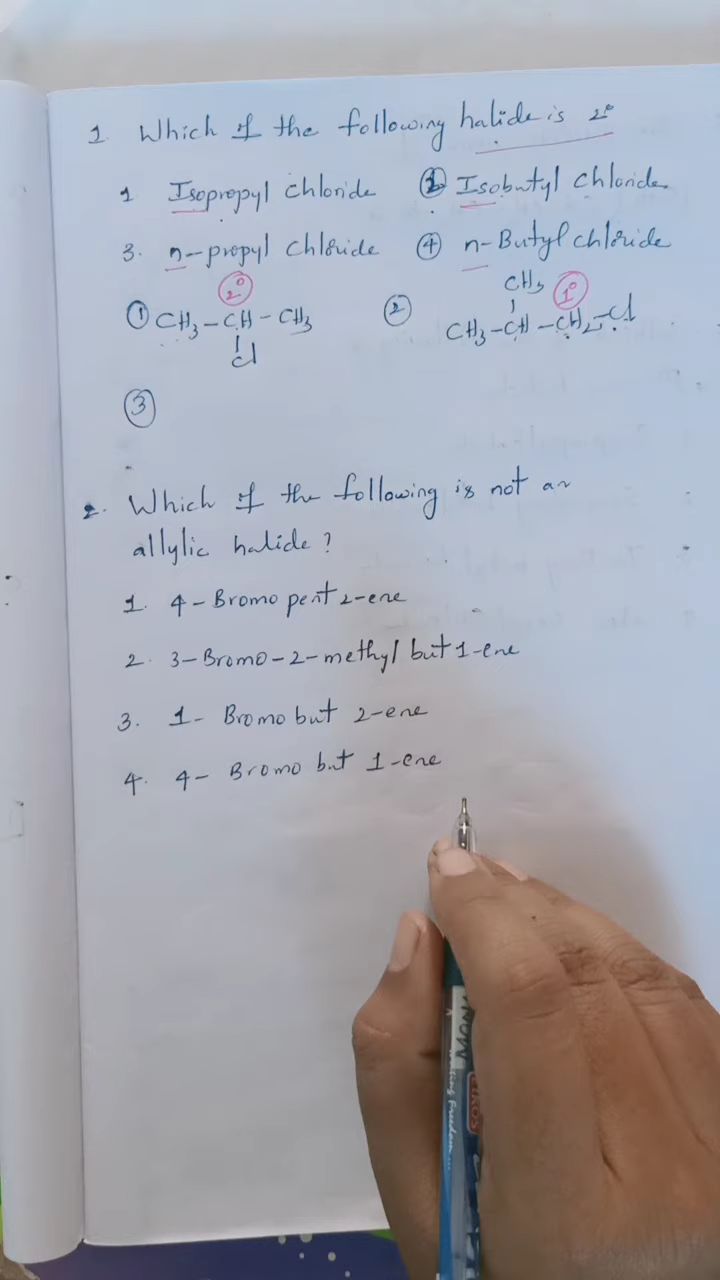 1 Which of the following halide is 2°
1 Isopropyl chloride ② Isobutyl chloride
3. n-propyl chloride ④ n-Butyl chloride
① CH3-CH-CH3 2° Cl
② CH3-CH-CH2-Cl CH3 1°
③
2. Which of the following is not an
allylic halide?
1. 4-Bromo pent 2-ene
2. 3-Bromo-2-methyl but 1-ene
3. 1- Bromo but 2-ene
4. 4- Bromo but 1-ene